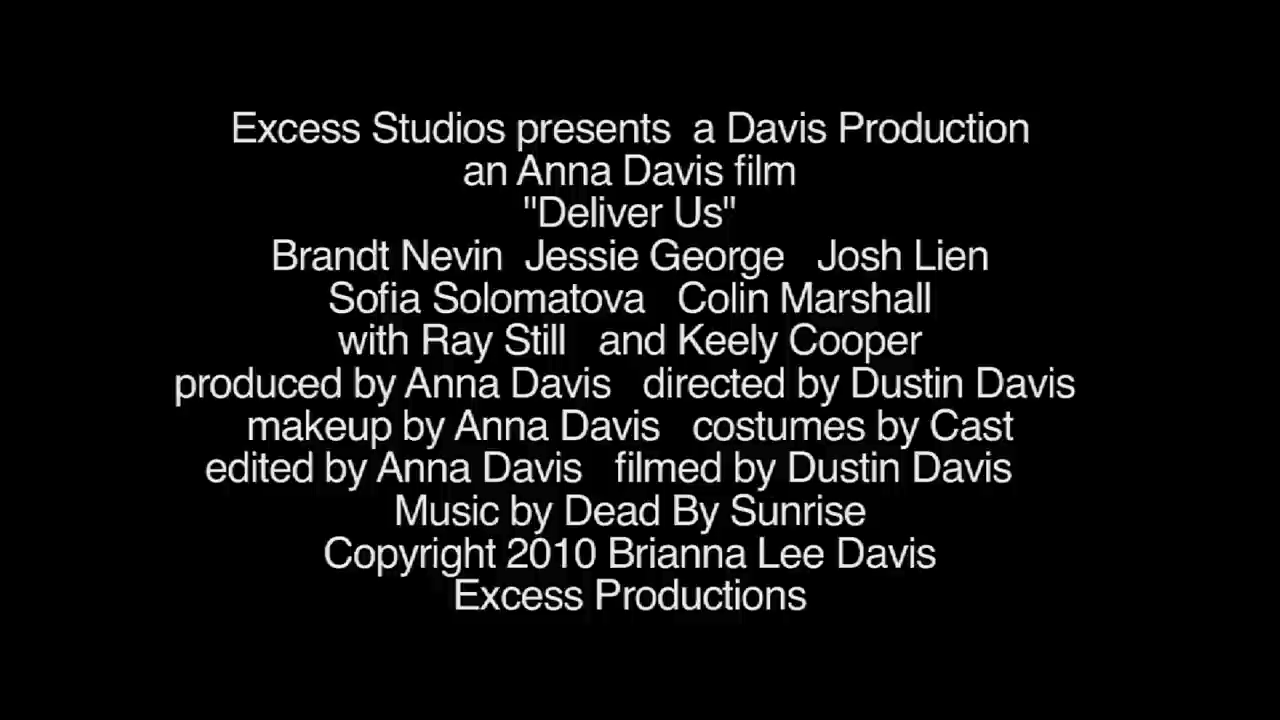 Excess Studios presents  a Davis Production
an Anna Davis film
"Deliver Us"
Brandt Nevin  Jessie George   Josh Lien
Sofia Solomatova   Colin Marshall
with Ray Still   and Keely Cooper
produced by Anna Davis   directed by Dustin Davis
makeup by Anna Davis   costumes by Cast
edited by Anna Davis   filmed by Dustin Davis
Music by Dead By Sunrise
Copyright 2010 Brianna Lee Davis
Excess Productions